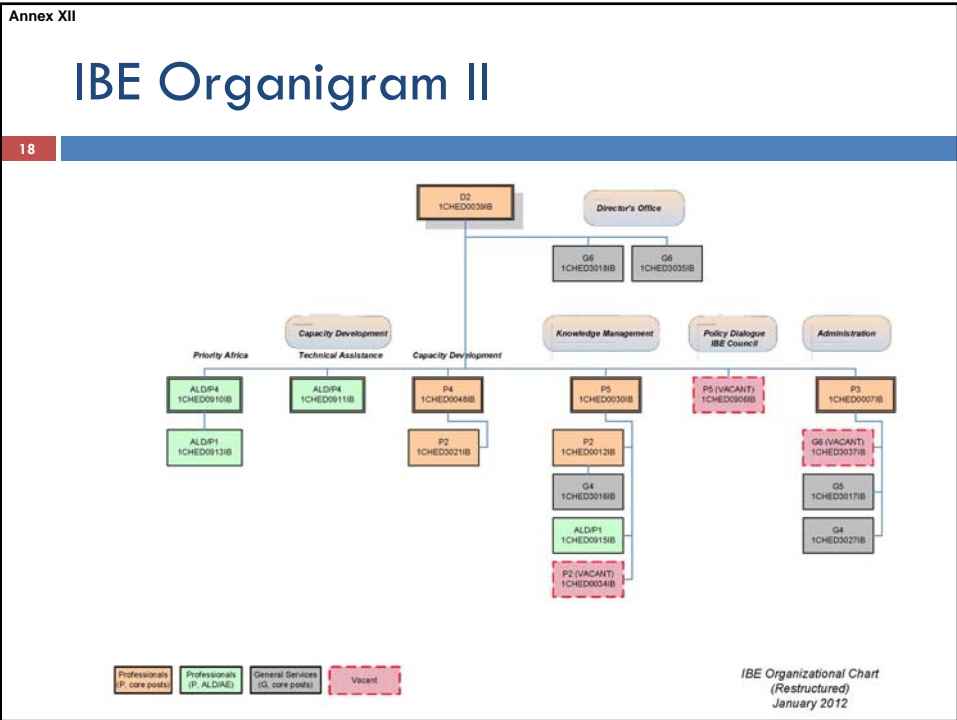 Annex XII
IBE Organigram II
18
D2
1CHED0039IB
Director's Office
G6
1CHED3018IB
G6
1CHED3035IB
Capacity Development
Knowledge Management
Policy Dialogue
IBE Council
Administration
Priority Africa
Technical Assistance
Capacity Development
ALD/P4
1CHED0910IB
ALD/P4
1CHED0911IB
P4
1CHED0048IB
P5
1CHED0030IB
P5 (VACANT)
1CHED0906IB
P3
1CHED0007IB
ALD/P1
1CHED0913IB
P2
1CHED3021IB
P2
1CHED0012IB
G6 (VACANT)
1CHED3037IB
G4
1CHED3016IB
G5
1CHED3017IB
ALD/P1
1CHED0915IB
G4
1CHED3027IB
P2 (VACANT)
1CHED0034IB
Professionals
(P, core posts)
Professionals
(P, ALD/AE)
General Services
(G, core posts)
Vacant
IBE Organizational Chart
(Restructured)
January 2012